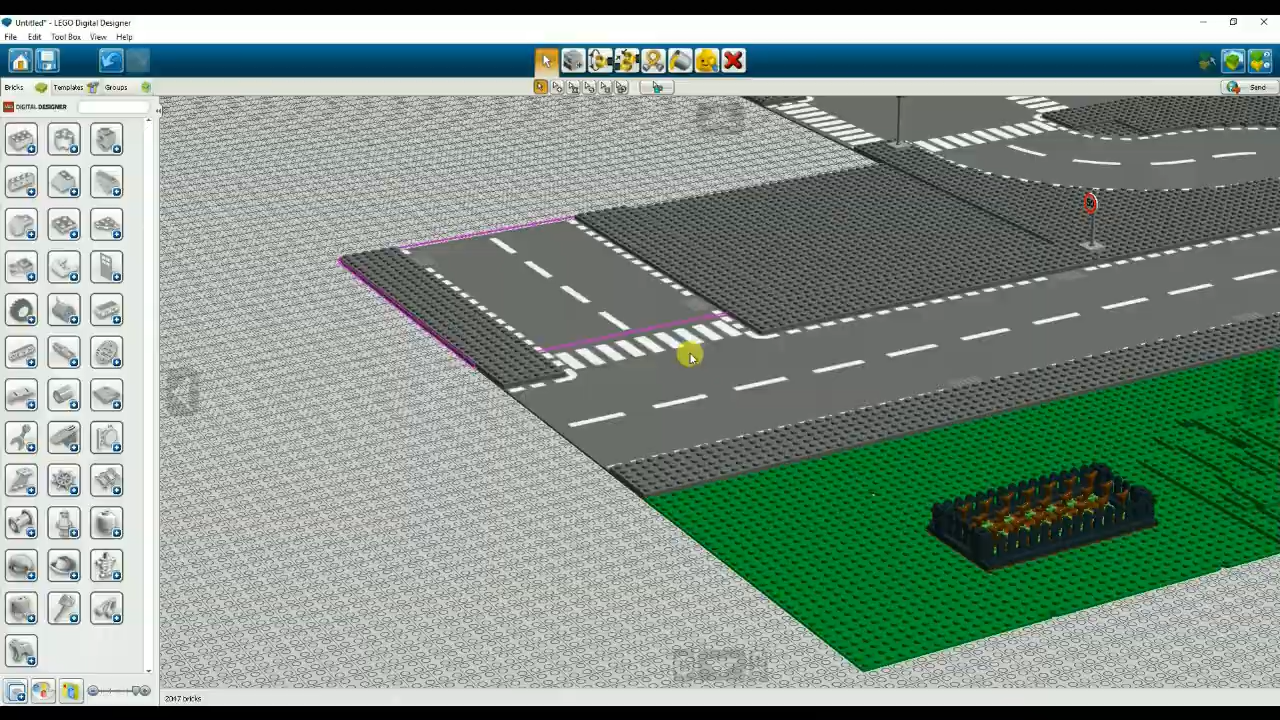 Untitled* - LEGO Digital Designer
File Edit Tool Box View Help
Bricks Templates Groups
Send
DIGITAL DESIGNER
2047 bricks